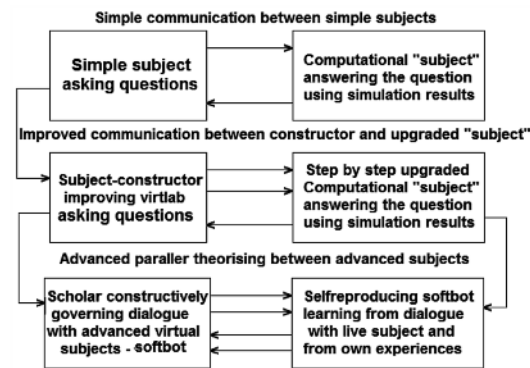 Simple communication between simple subjects
Simple subject
asking questions
Computational "subject"
answering the question
using simulation results
Improved communication between constructor and upgraded "subject"
Subject-constructor
improving virtlab
asking questions
Step by step upgraded
Computational "subject"
answering the question
using simulation results
Advanced paraller theorising between advanced subjects
Scholar constructively
governing dialogue
with advanced virtual
subjects - softbot
Selfreproducing softbot
learning from dialogue
with live subject and
from own experiences